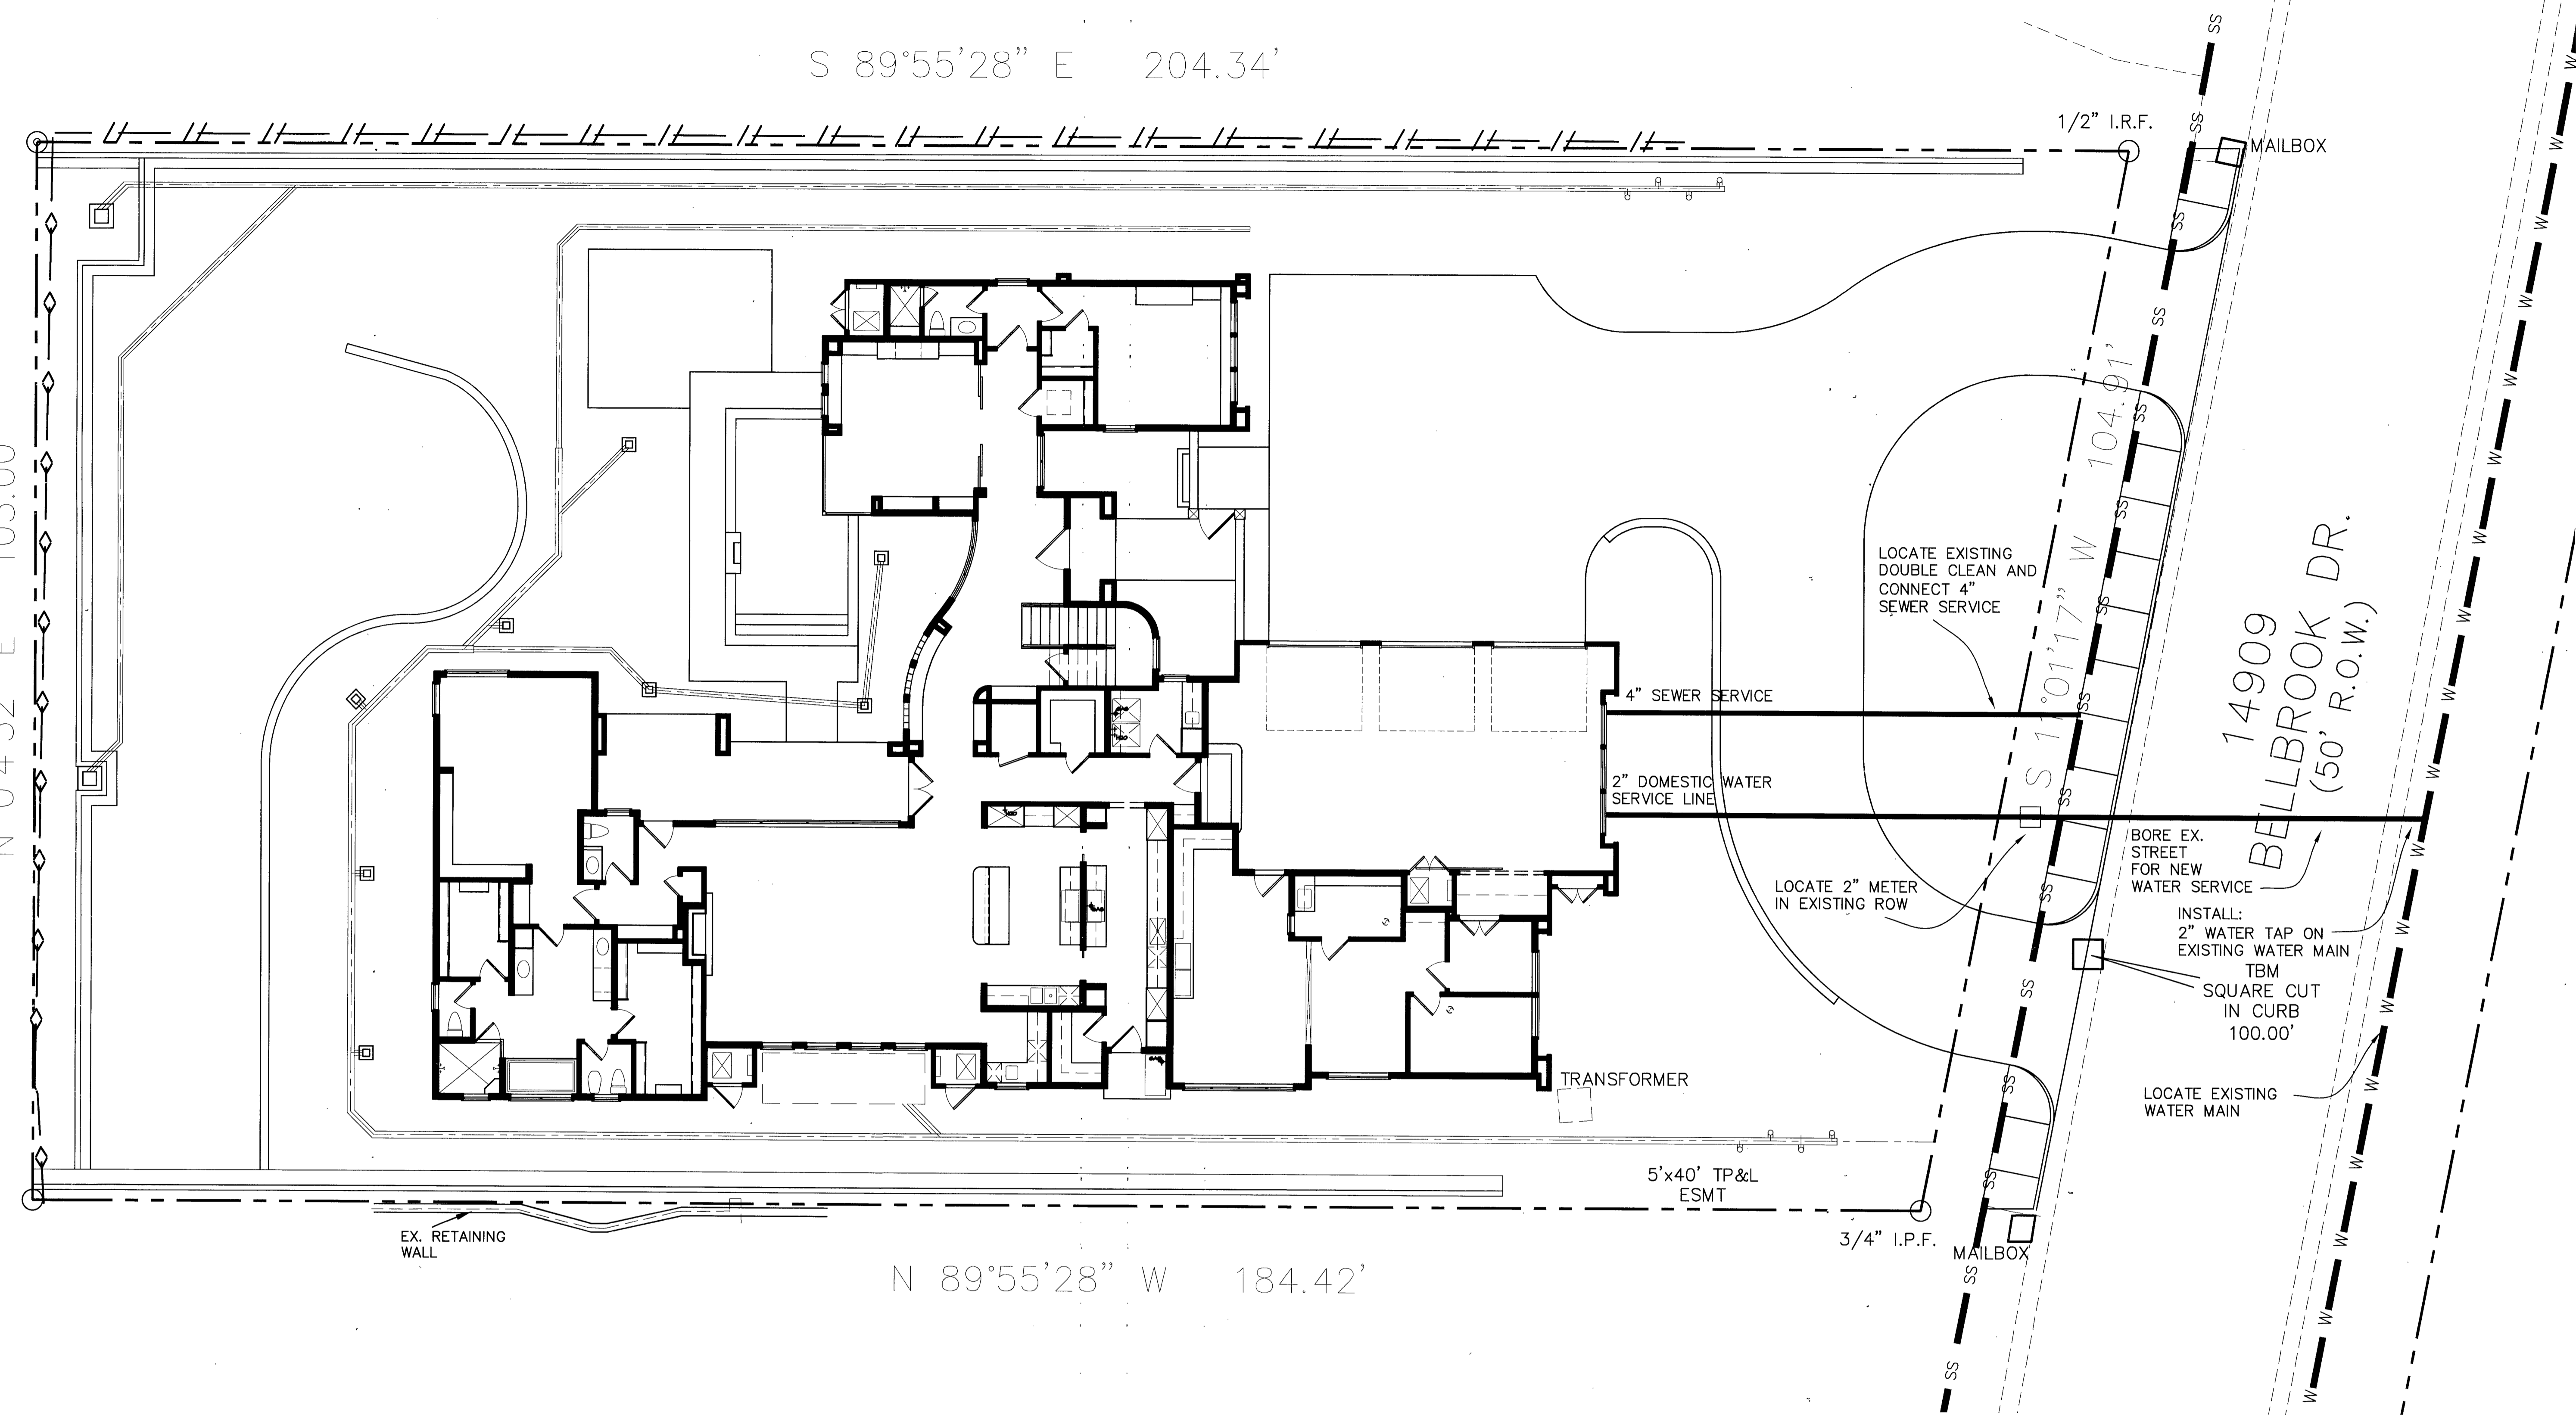 S 89°55'28" E 204.34'
1/2" I.R.F.
MAILBOX
SS
W
S 11°01'17" W 104.91'
LOCATE EXISTING
DOUBLE CLEAN AND
CONNECT 4"
SEWER SERVICE
14909
BELLBROOK DR.
(50' R.O.W.)
4" SEWER SERVICE
2" DOMESTIC WATER
SERVICE LINE
BORE EX.
STREET
FOR NEW
WATER SERVICE
LOCATE 2" METER
IN EXISTING ROW
INSTALL:
2" WATER TAP ON
EXISTING WATER MAIN
TBM
SQUARE CUT
IN CURB
100.00'
TRANSFORMER
LOCATE EXISTING
WATER MAIN
5'x40' TP&L
ESMT
EX. RETAINING
WALL
3/4" I.P.F.
MAILBOX
N 89°55'28" W 184.42'